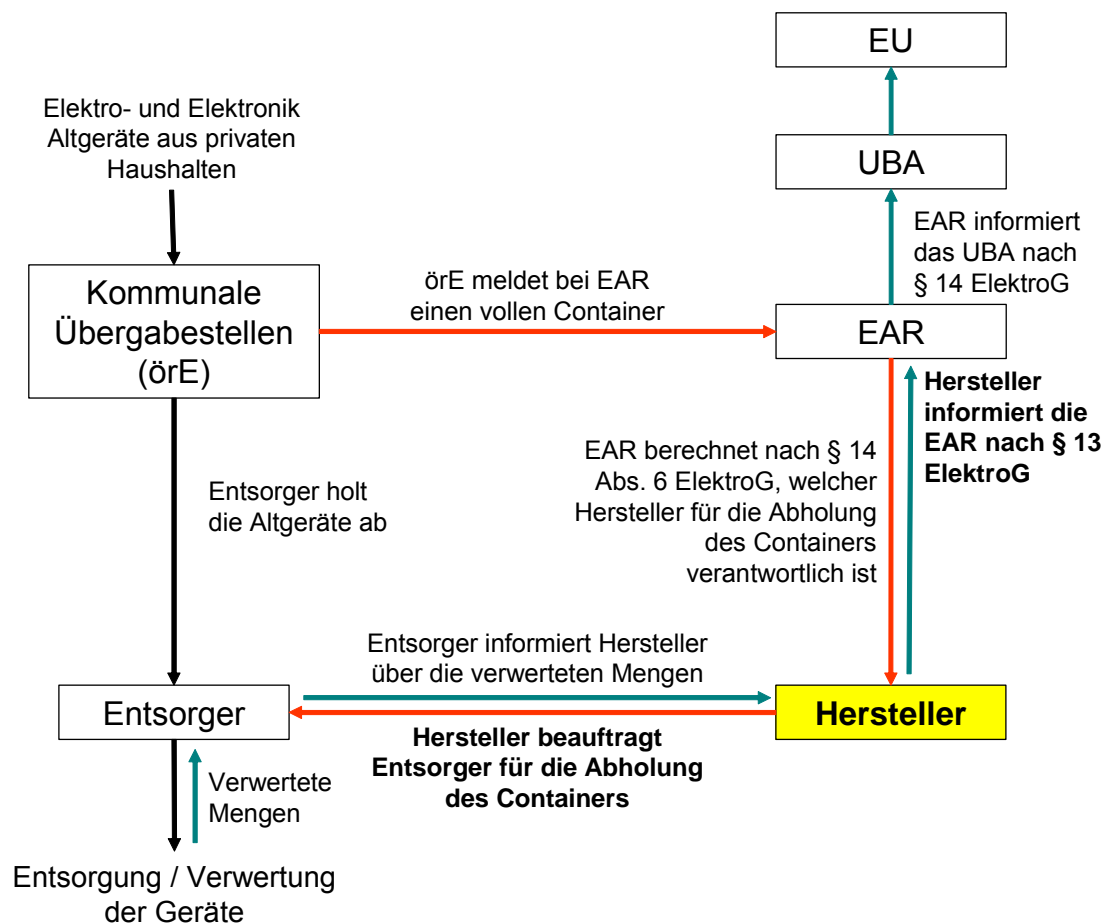 EU
Elektro- und Elektronik
Altgeräte aus privaten
Haushalten
UBA
EAR informiert
das UBA nach
§ 14 ElektroG
Kommunale
Übergabestellen
(örE)
örE meldet bei EAR
einen vollen Container
EAR
Hersteller
informiert die
EAR nach § 13
ElektroG
EAR berechnet nach § 14
Abs. 6 ElektroG, welcher
Hersteller für die Abholung
des Containers
verantwortlich ist
Entsorger holt
die Altgeräte ab
Entsorger informiert Hersteller
über die verwerteten Mengen
Entsorger
Hersteller
Hersteller beauftragt
Entsorger für die Abholung
des Containers
Verwertete
Mengen
Entsorgung / Verwertung
der Geräte